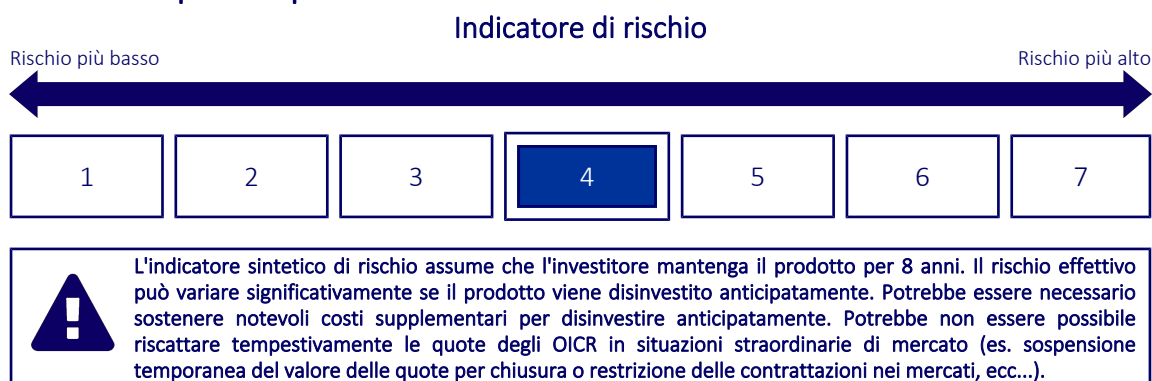 Indicatore di rischio
Rischio più basso
Rischio più alto
1
2
3
4
5
6
7
L'indicatore sintetico di rischio assume che l'investitore mantenga il prodotto per 8 anni. Il rischio effettivo
può variare significativamente se il prodotto viene disinvestito anticipatamente. Potrebbe essere necessario
sostenere notevoli costi supplementari per disinvestire anticipatamente. Potrebbe non essere possibile
riscattare tempestivamente le quote degli OICR in situazioni straordinarie di mercato (es. sospensione
temporanea del valore delle quote per chiusura o restrizione delle contrattazioni nei mercati, ecc...).